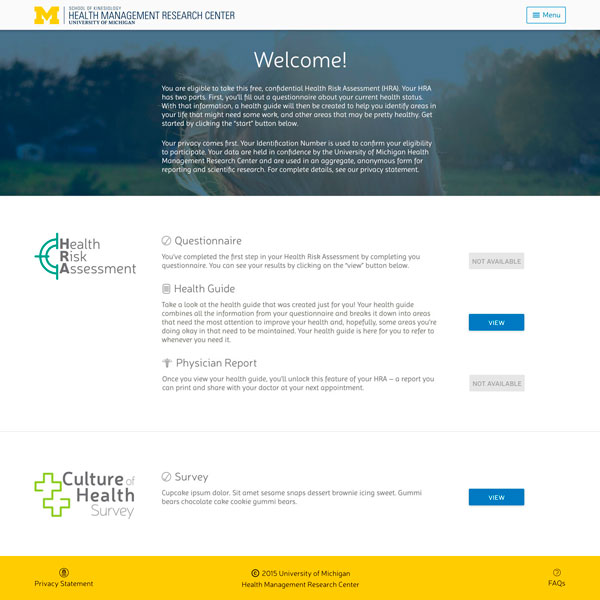 M
SCHOOL OF KINESIOLOGY
HEALTH MANAGEMENT RESEARCH CENTER
UNIVERSITY OF MICHIGAN
Menu
Welcome!
You are eligible to take this free, confidential Health Risk Assessment (HRA). Your HRA
has two parts. First, you'll fill out a questionnaire about your current health status.
With that information, a health guide will then be created to help you identify areas in
your life that might need some work, and other areas that may be pretty healthy. Get
started by clicking the "start" button below.
Your privacy comes first. Your Identification Number is used to confirm your eligibility
to participate. Your data are held in confidence by the University of Michigan Health
Management Research Center and are used in an aggregate, anonymous form for
reporting and scientific research. For complete details, see our privacy statement.
Health
Risk
Assessment
Questionnaire
You've completed the first step in your Health Risk Assessment by completing you
questionnaire. You can see your results by clicking on the "view" button below.
NOT AVAILABLE
Health Guide
Take a look at the health guide that was created just for you! Your health guide
combines all the information from your questionnaire and breaks it down into areas
that need the most attention to improve your health and, hopefully, some areas you're
doing okay in that need to be maintained. Your health guide is here for you to refer to
whenever you need it.
VIEW
Physician Report
Once you view your health guide, you'll unlock this feature of your HRA – a report you
can print and share with your doctor at your next appointment.
NOT AVAILABLE
Culture of
Health
Survey
Survey
Cupcake ipsum dolor. Sit amet sesame snaps dessert brownie icing sweet. Gummi
bears chocolate cake cookie gummi bears.
VIEW
Privacy Statement
© 2015 University of Michigan
Health Management Research Center
FAQs